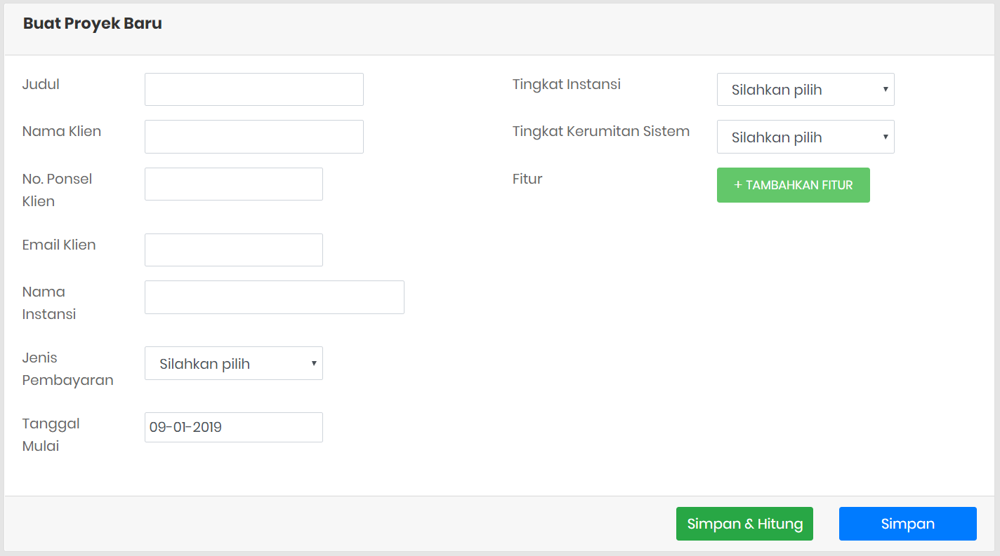 Buat Proyek Baru
Judul
Nama Klien
No. Ponsel
Klien
Email Klien
Nama
Instansi
Jenis
Pembayaran
Silahkan pilih
Tanggal
Mulai
09-01-2019
Tingkat Instansi
Silahkan pilih
Tingkat Kerumitan Sistem
Silahkan pilih
Fitur
+ TAMBAHKAN FITUR
Simpan & Hitung
Simpan